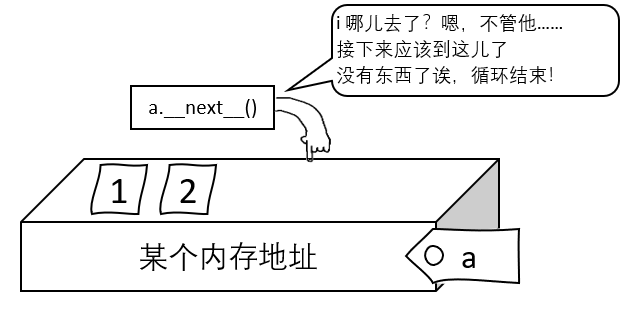 i 哪儿去了？嗯，不管他……
接下来应该到这儿了
没有东西了诶，循环结束！
a.__next__()
1 2
某个内存地址
a